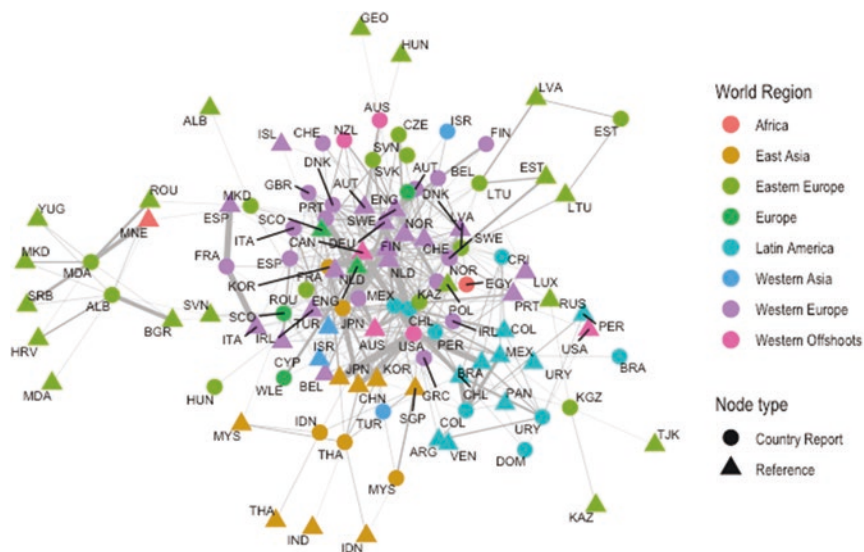 GEO
HUN
ALB
AUS
ISR
LVA
EST
CZE
ISL
CHE
NZL
SVN
FIN
DNK
SVK
AUT
BEL
EST
GBR
AUT
ENG
DNK
LTU
LTU
ROU
MKD
PRT
SWE
NOR
LVA
YUG
ESP
SCO
MNE
ITA
CAN
DEU
FIN
CHE
SWE
MKD
FRA
ESP
NLD
NOR
CRI
MDA
KOR
FRA
NLD
EGY
LUX
SRB
ALB
ROU
MEX
KAZ
POL
PRT
RUS
SVN
SCO
ENG
CHL
IRL
COL
PER
BGR
ITA
IRL
TUR
JPN
USA
PER
USA
HRV
ISR
AUS
MEX
CYP
JPN
KOR
BRA
URY
BRA
MDA
HUN
WLE
BEL
CHN
GRC
CHL
PAN
KGZ
MYS
IDN
TUR
SGP
COL
URY
THA
ARG
VEN
DOM
TJK
MYS
THA
IND
IDN
KAZ
World Region
Africa
East Asia
Eastern Europe
Europe
Latin America
Western Asia
Western Europe
Western Offshoots
Node type
Country Report
Reference